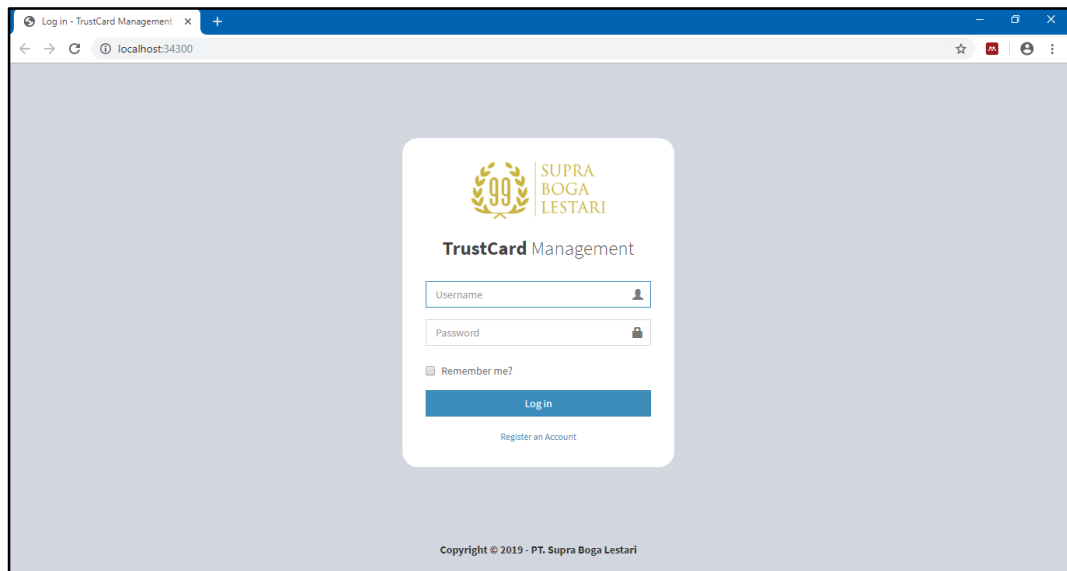 Log in - TrustCard Management -
localhost:34300
99
SUPRA
BOGA
LESTARI
TrustCard Management
Username
Password
Remember me?
Log in
Register an Account
Copyright © 2019 - PT. Supra Boga Lestari